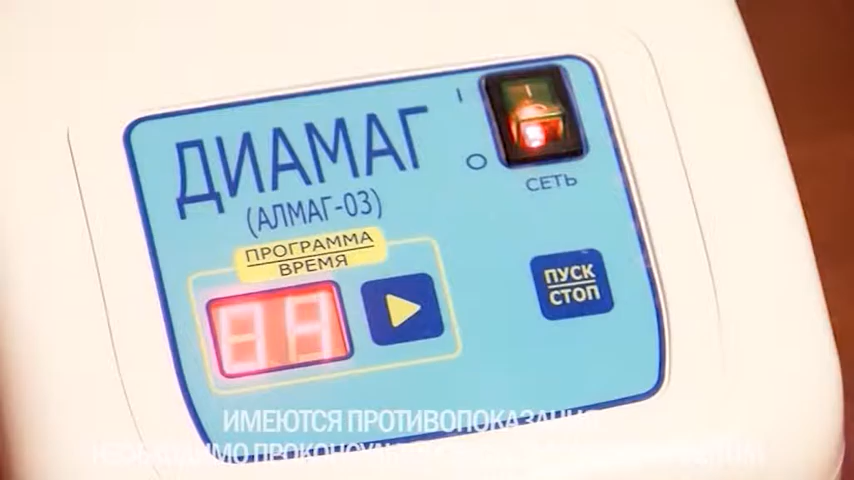 ДИАМАГ
(АЛМАГ-03)
I
O
СЕТЬ
ПРОГРАММА
ВРЕМЯ
ПУСК
СТОП
ИМЕЮТСЯ ПРОТИВОПОКАЗАНИЯ